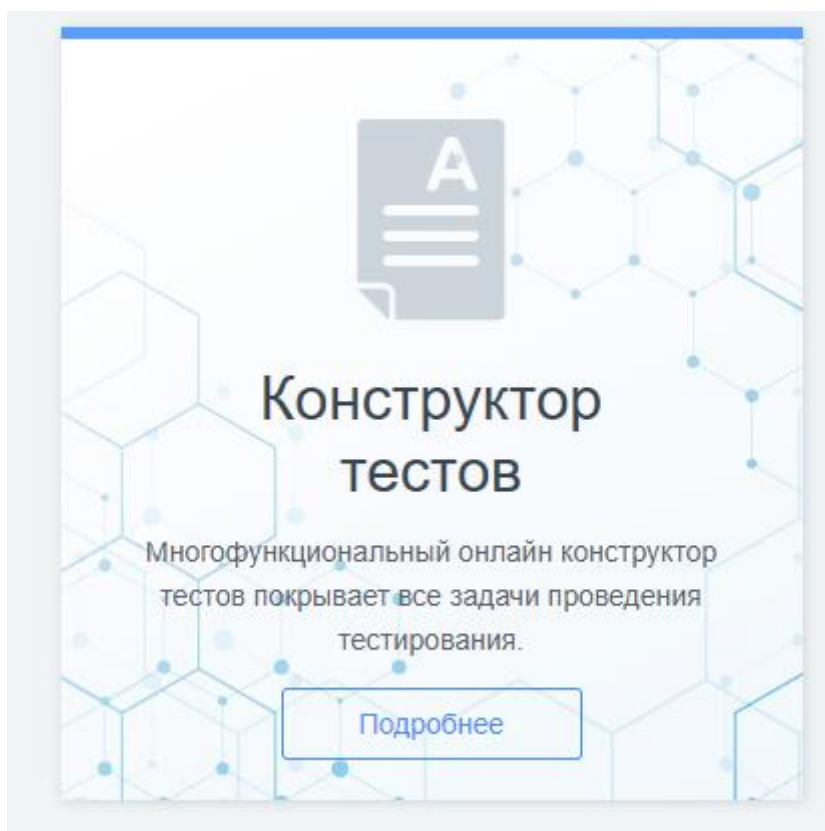 A
Конструктор
тестов
Многофункциональный онлайн конструктор
тестов покрывает все задачи проведения
тестирования.
Подробнее